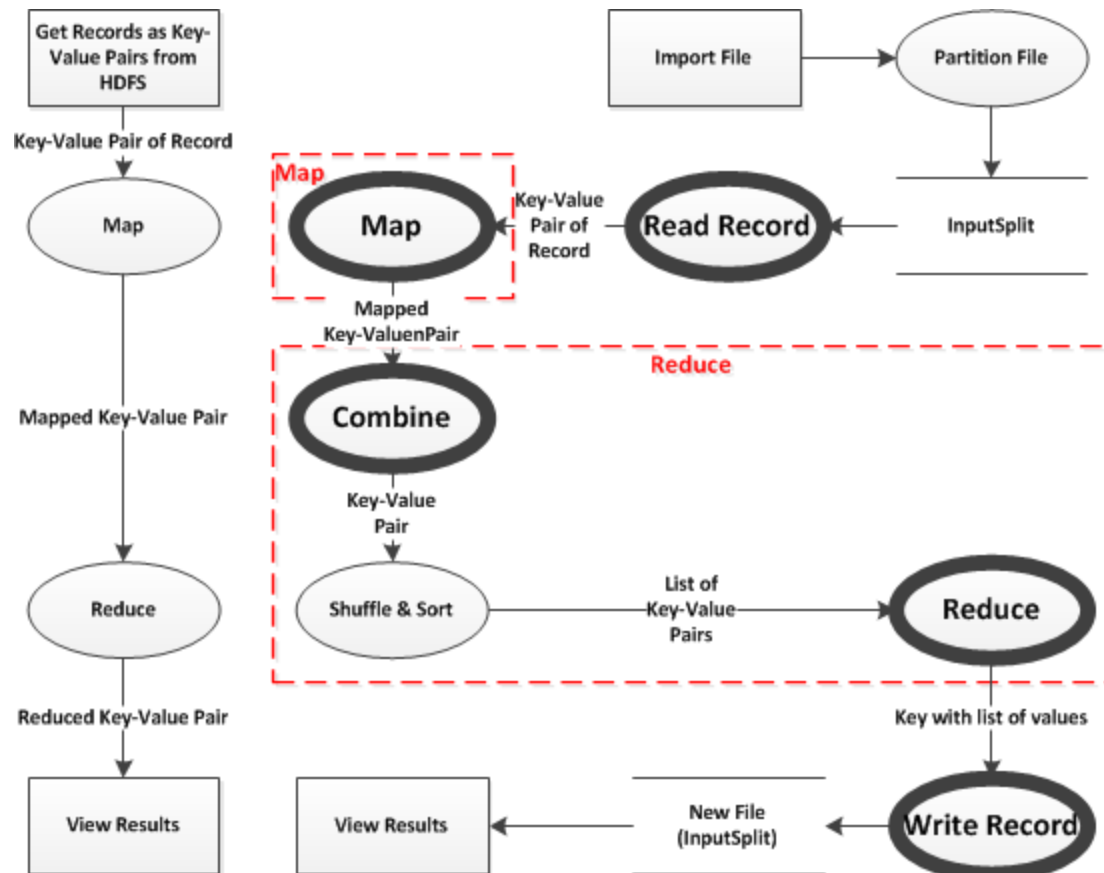 Get Records as Key-
Value Pairs from
HDFS
Key-Value Pair of Record
Map
Mapped Key-Value Pair
Reduce
Reduced Key-Value Pair
View Results
Import File
Partition File
InputSplit
Read Record
Key-Value
Pair of
Record
Map
Map
Mapped
Key-ValuenPair
Reduce
Combine
Key-Value
Pair
Shuffle & Sort
List of
Key-Value
Pairs
Reduce
Key with list of values
Write Record
New File
(InputSplit)
View Results